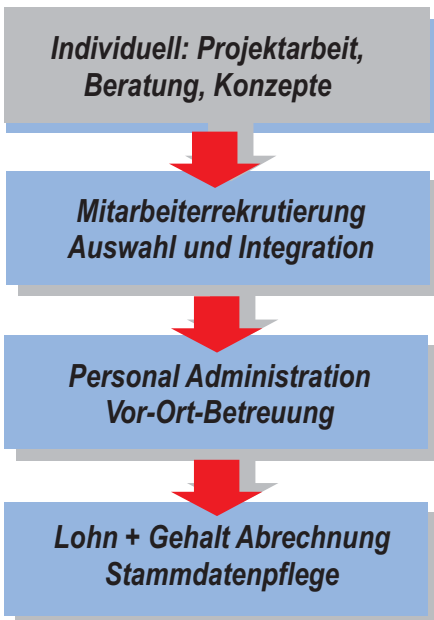 Individuell: Projektarbeit,
Beratung, Konzepte
Mitarbeiterrekrutierung
Auswahl und Integration
Personal Administration
Vor-Ort-Betreuung
Lohn + Gehalt Abrechnung
Stammdatenpflege